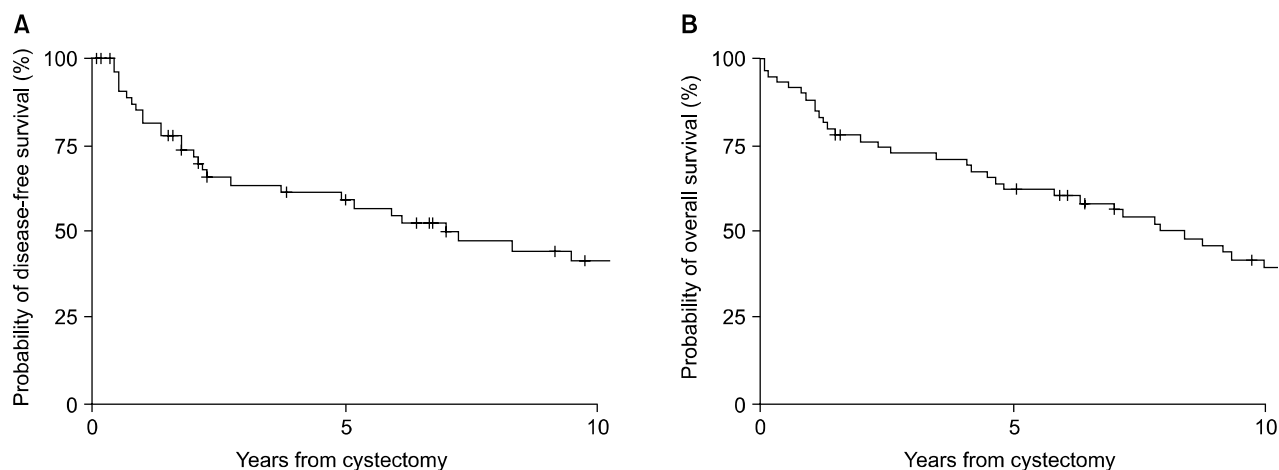 A
Probability of disease-free survival (%)
100
75
50
25
0
0 5 10
Years from cystectomy
B
Probability of overall survival (%)
100
75
50
25
0
0 5 10
Years from cystectomy